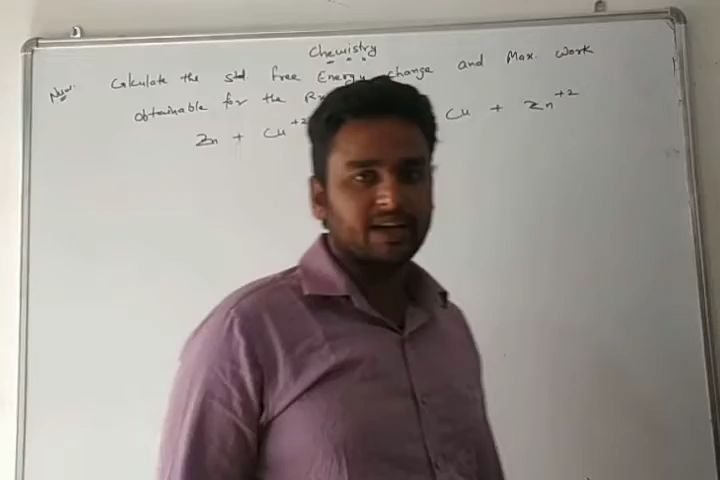 Chemistry
Num. Calculate the std. free Energy change and Max. work
obtainable for the
Zn + Cu+2 Cu + Zn+2